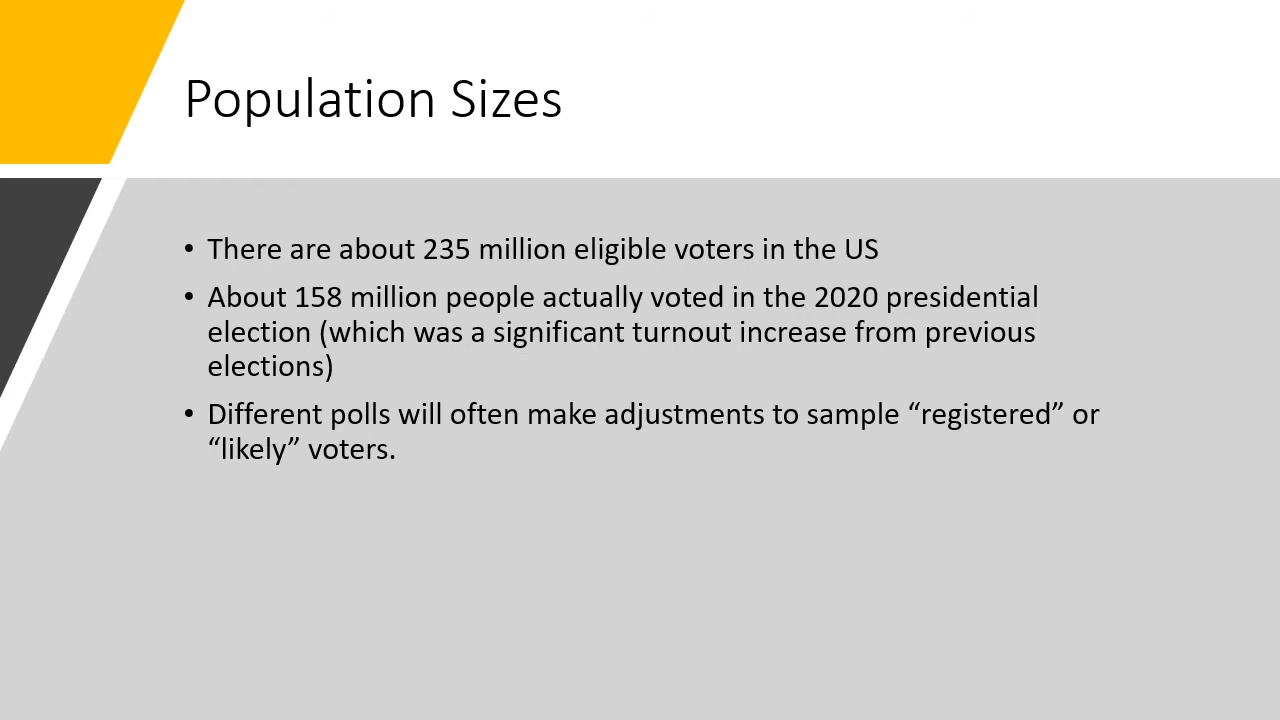 Population Sizes
• There are about 235 million eligible voters in the US
• About 158 million people actually voted in the 2020 presidential
election (which was a significant turnout increase from previous
elections)
• Different polls will often make adjustments to sample “registered” or
“likely” voters.